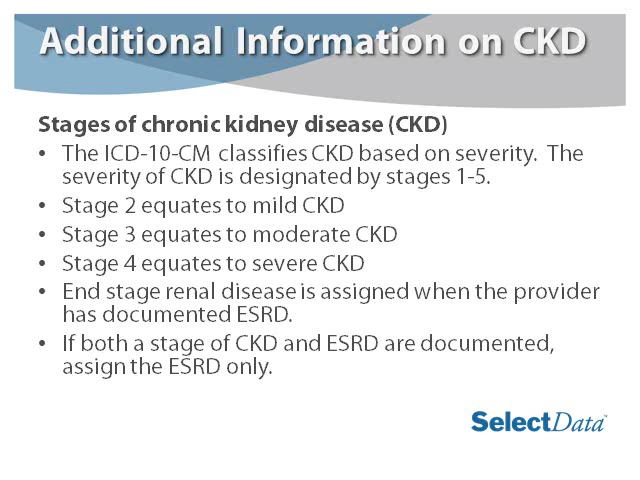 Additional Information on CKD
Stages of chronic kidney disease (CKD)
• The ICD-10-CM classifies CKD based on severity. The
severity of CKD is designated by stages 1-5.
• Stage 2 equates to mild CKD
• Stage 3 equates to moderate CKD
• Stage 4 equates to severe CKD
• End stage renal disease is assigned when the provider
has documented ESRD.
• If both a stage of CKD and ESRD are documented,
assign the ESRD only.
SelectData™